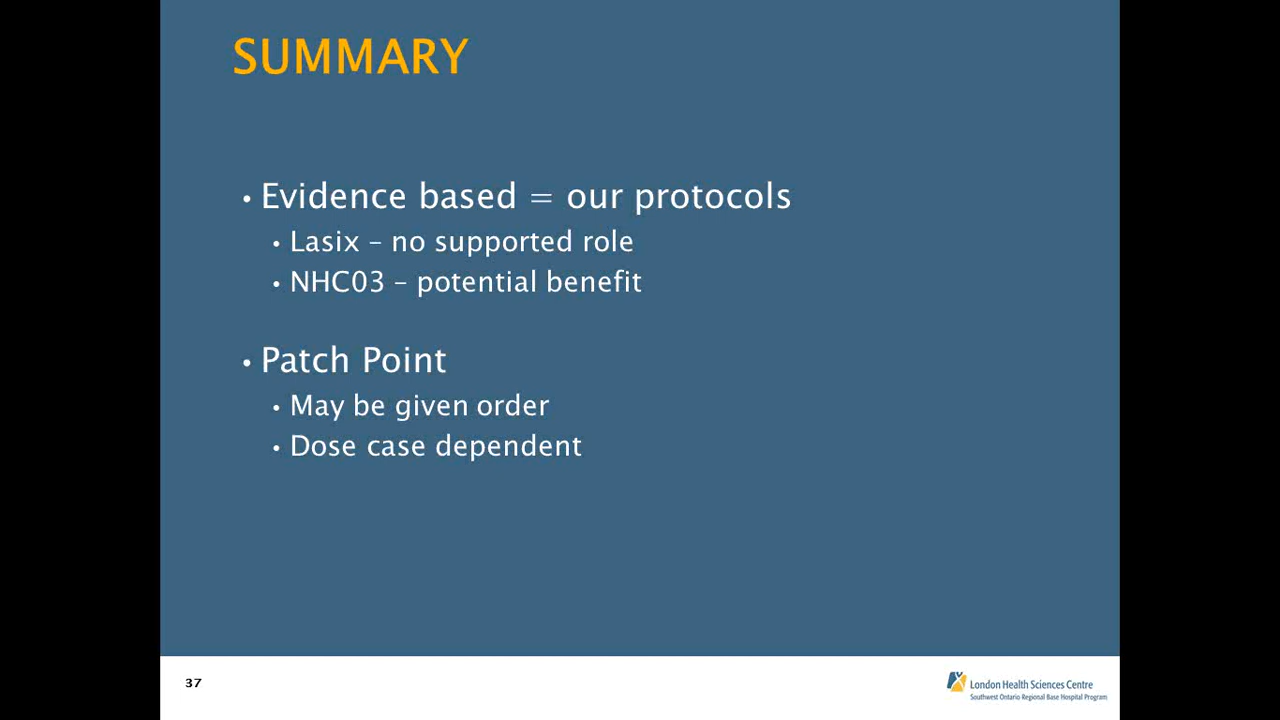 SUMMARY
• Evidence based = our protocols
• Lasix – no supported role
• NHC03 – potential benefit
• Patch Point
• May be given order
• Dose case dependent
37
London Health Sciences Centre
Southwest Ontario Regional Base Hospital Program